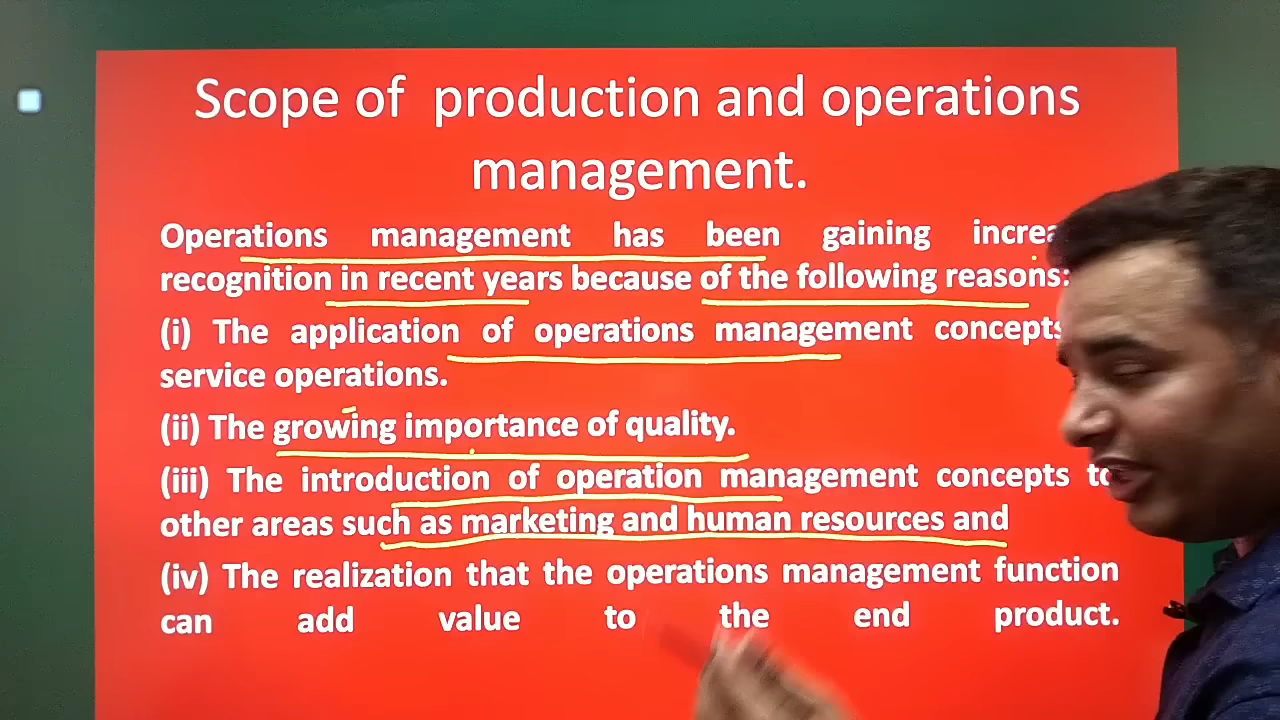 Scope of production and operations
management.
Operations management has been gaining
recognition in recent years because of the following reasons:
(i) The application of operations management concepts
service operations.
(ii) The growing importance of quality.
(iii) The introduction of operation management concepts to
other areas such as marketing and human resources and
(iv) The realization that the operations management function
can add value to the end product.